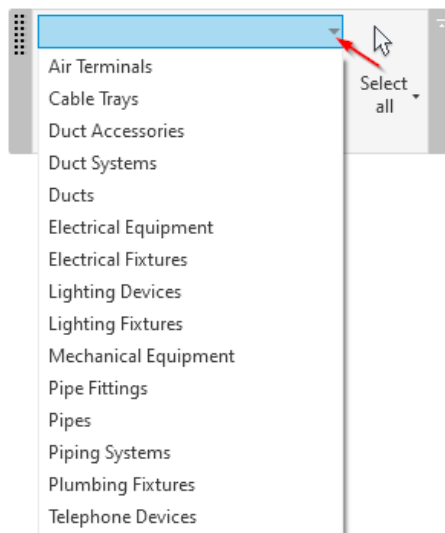 Select
all
Air Terminals
Cable Trays
Duct Accessories
Duct Systems
Ducts
Electrical Equipment
Electrical Fixtures
Lighting Devices
Lighting Fixtures
Mechanical Equipment
Pipe Fittings
Pipes
Piping Systems
Plumbing Fixtures
Telephone Devices